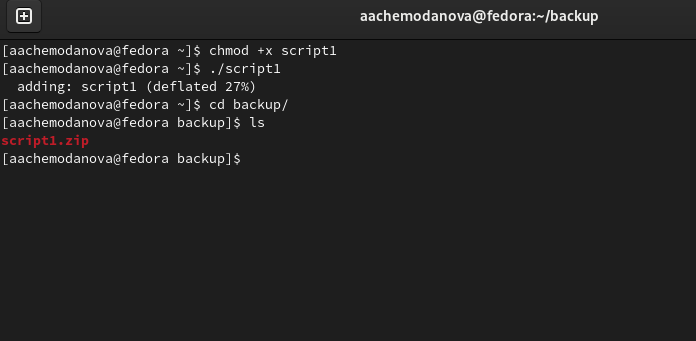 aachemodanova@fedora:~/backup
[aachemodanova@fedora ~]$ chmod +x script1
[aachemodanova@fedora ~]$ ./script1
  adding: script1 (deflated 27%)
[aachemodanova@fedora ~]$ cd backup/
[aachemodanova@fedora backup]$ ls
script1.zip
[aachemodanova@fedora backup]$